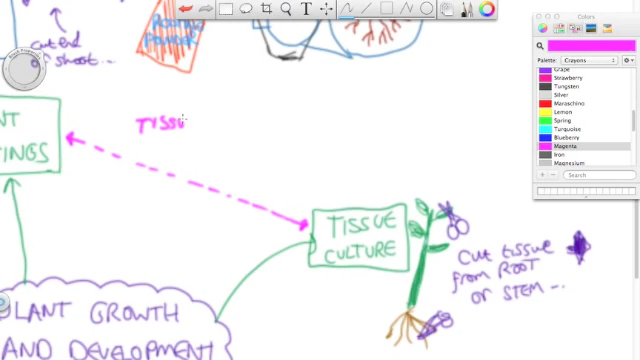 cut end
of shoot...
ROOTING
POWDER
TISSU
NT
TINGS
TISSUE
CULTURE
Cut tissue
from ROOT
or STEM...
LANT GROWTH
AND DEVELOPMENT
Colors
Palette: Crayons
Grape
Strawberry
Tungsten
Silver
Maraschino
Lemon
Spring
Turquoise
Blueberry
Magenta
Iron
Magnesium
Search